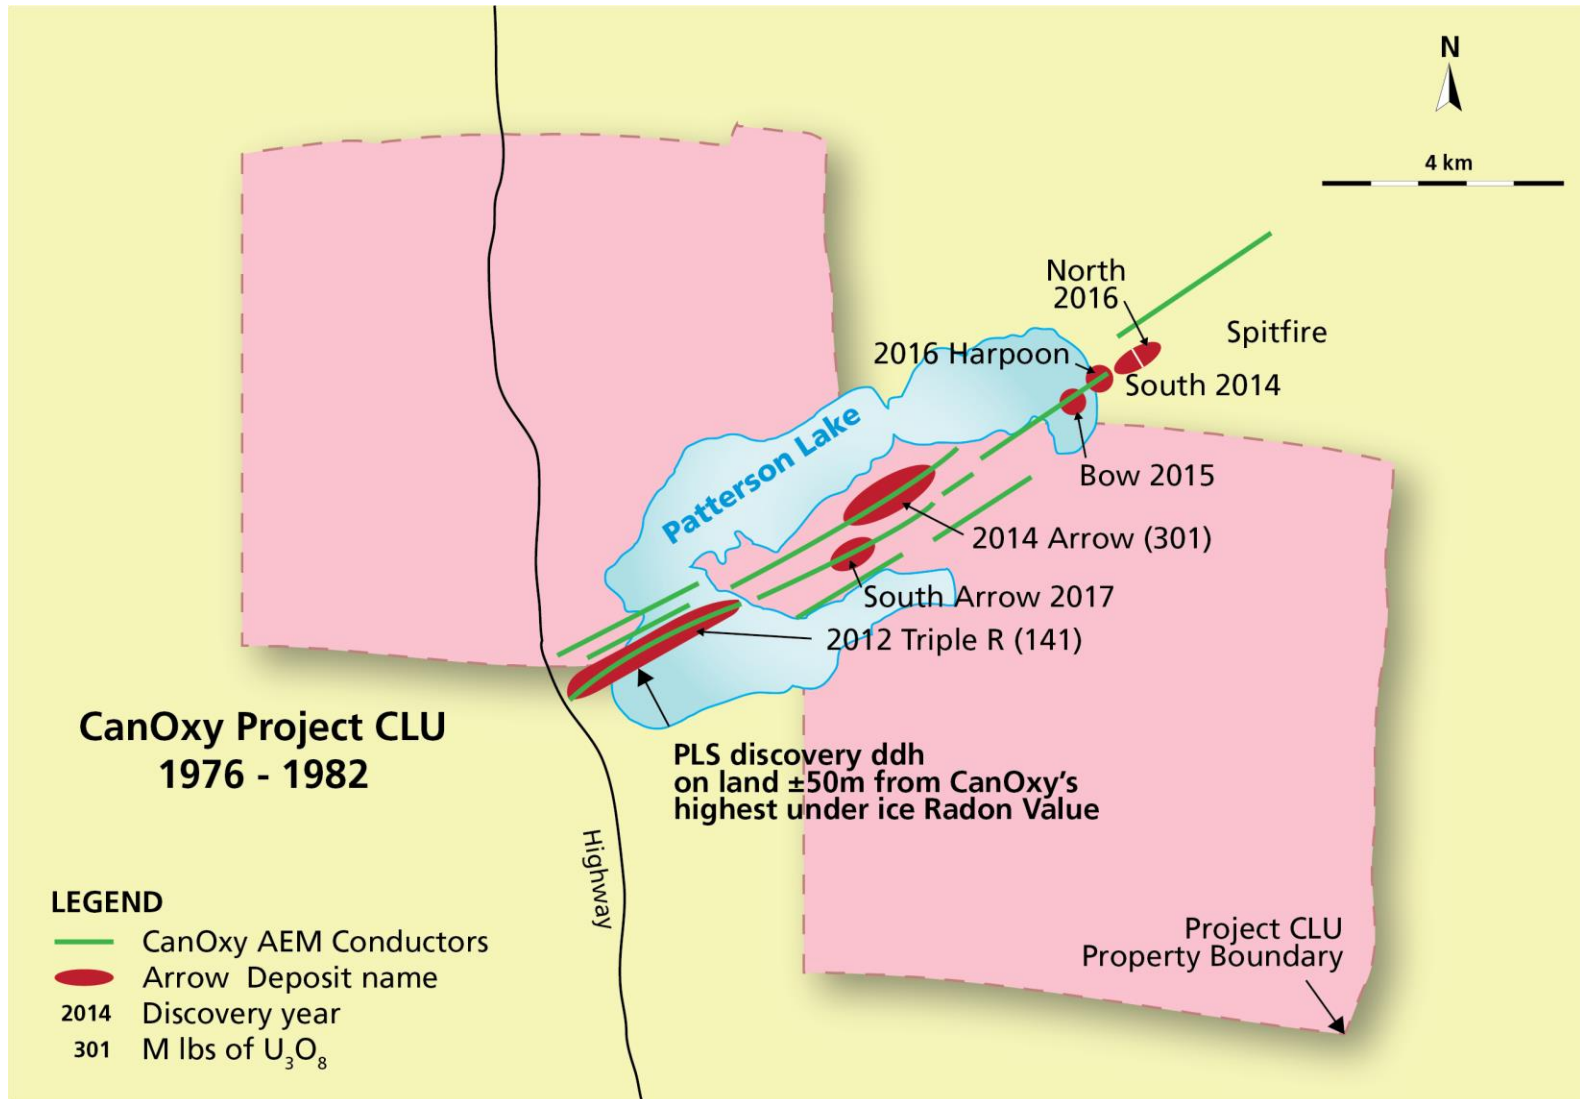 N
4 km
North
2016
Spitfire
2016 Harpoon
South 2014
Patterson Lake
Bow 2015
2014 Arrow (301)
South Arrow 2017
2012 Triple R (141)
CanOxy Project CLU
1976 - 1982
PLS discovery ddh
on land ±50m from CanOxy's
highest under ice Radon Value
Highway
Project CLU
Property Boundary
LEGEND
CanOxy AEM Conductors
Arrow Deposit name
2014 Discovery year
301 M lbs of U₃O₈